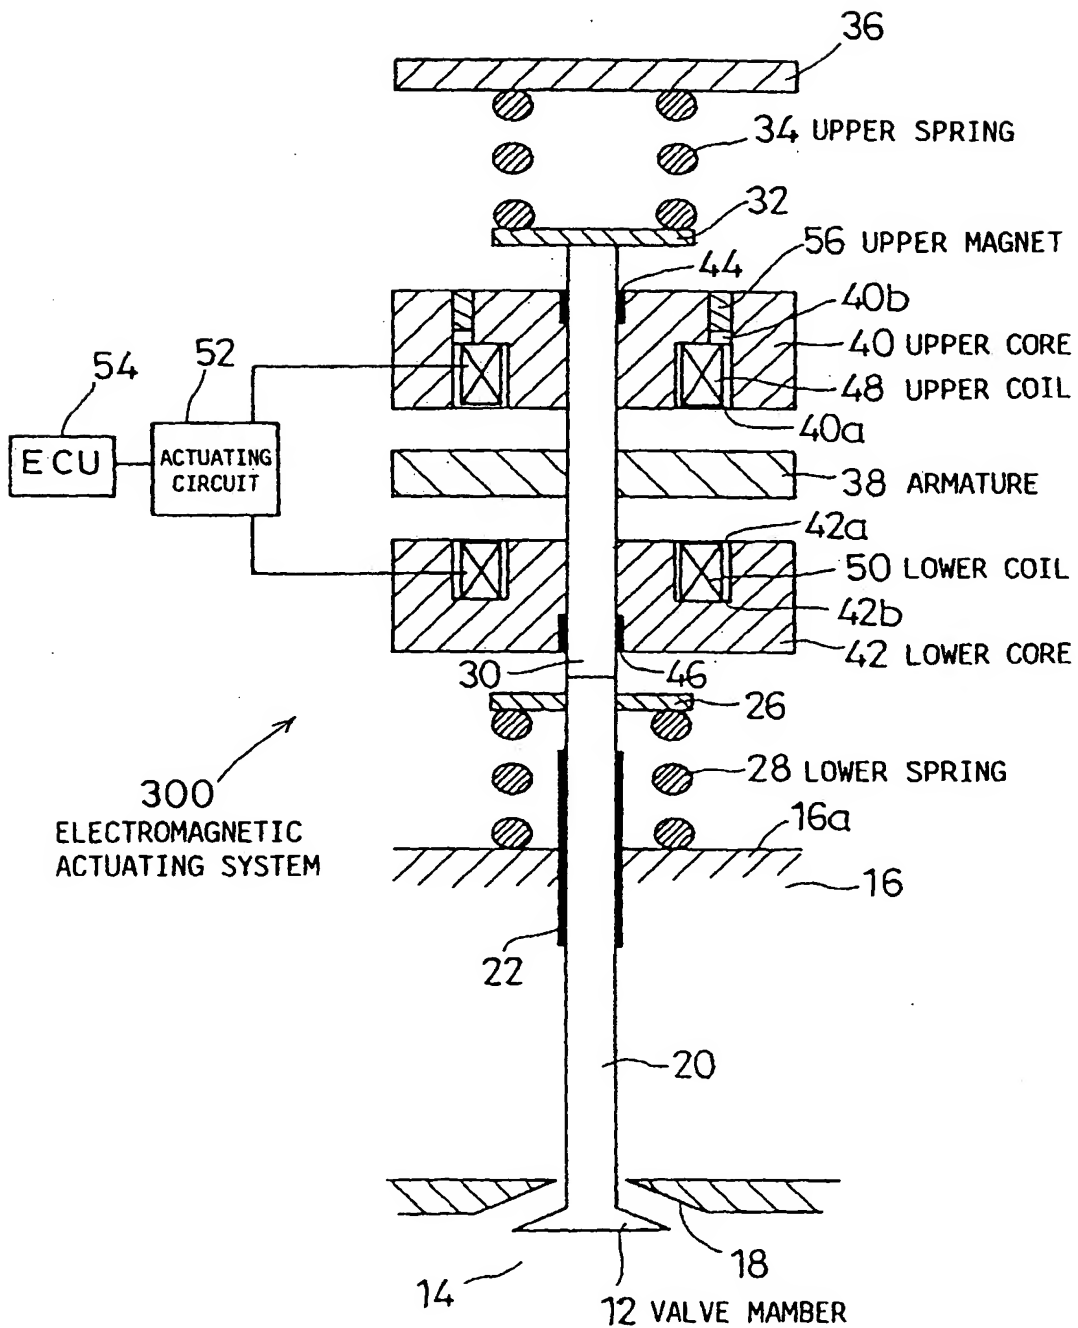 36
34 UPPER SPRING
32
56 UPPER MAGNET
44
40b
40 UPPER CORE
52
54
48 UPPER COIL
40a
ECU
ACTUATING
CIRCUIT
38 ARMATURE
42a
50 LOWER COIL
42b
42 LOWER CORE
30
46
26
28 LOWER SPRING
300
ELECTROMAGNETIC
ACTUATING SYSTEM
16a
16
22
20
18
14
12 VALVE MAMBER